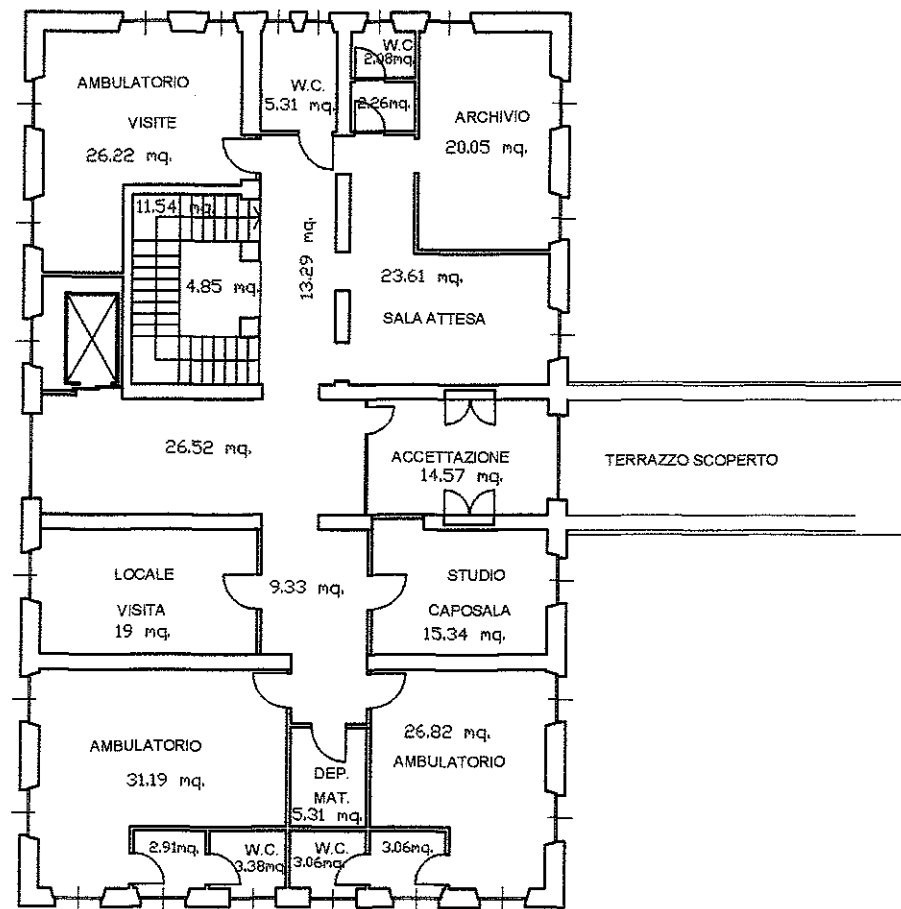 W.C
2.08mq.
AMBULATORIO
VISITE
26.22 mq.
W.C.
5.31 mq.
2.26mq.
ARCHIVIO
20.05 mq.
11.54 mq.
4.85 mq.
13.29 mq.
23.61 mq.
SALA ATTESA
26.52 mq.
ACCETTAZIONE
14.57 mq.
TERRAZZO SCOPERTO
LOCALE
VISITA
19 mq.
9.33 mq.
STUDIO
CAPOSALA
15.34 mq.
AMBULATORIO
31.19 mq.
26.82 mq.
AMBULATORIO
DEP.
MAT.
5.31 mq.
2.91mq.
W.C.
3.38mq.
W.C.
3.06mq.
3.06mq.